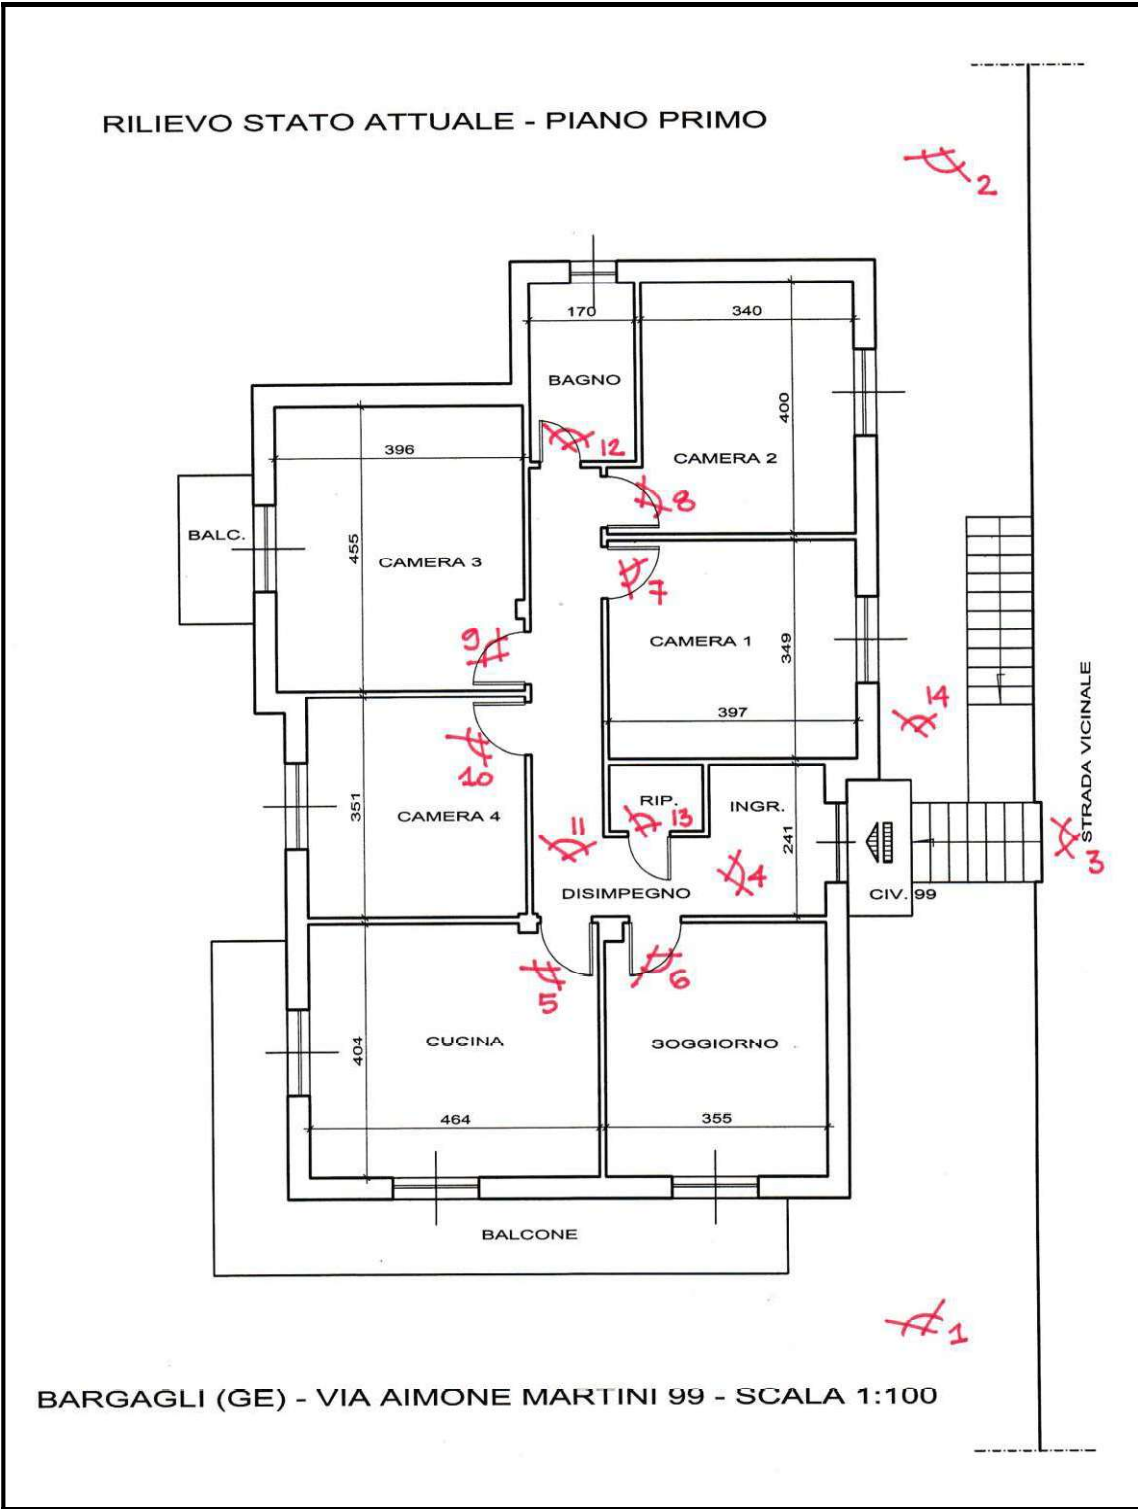 RILIEVO STATO ATTUALE - PIANO PRIMO
2
170
340
BAGNO
400
396
12
CAMERA 2
8
BALC.
455
CAMERA 3
7
9
CAMERA 1
349
STRADA VICINALE
14
397
10
351
CAMERA 4
RIP.
13
INGR.
241
11
3
4
DISIMPEGNO
CIV. 99
5
6
404
CUCINA
SOGGIORNO
464
355
BALCONE
1
BARGAGLI (GE) - VIA AIMONE MARTINI 99 - SCALA 1:100